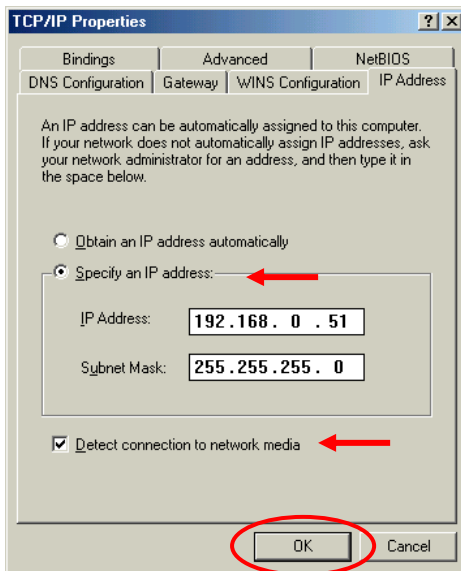 TCP/IP Properties
? X
Bindings Advanced NetBIOS
DNS Configuration Gateway WINS Configuration IP Address
An IP address can be automatically assigned to this computer.
If your network does not automatically assign IP addresses, ask
your network administrator for an address, and then type it in
the space below.
Obtain an IP address automatically
Specify an IP address:
IP Address: 192.168. 0 .51
Subnet Mask: 255.255.255. 0
Detect connection to network media
OK Cancel